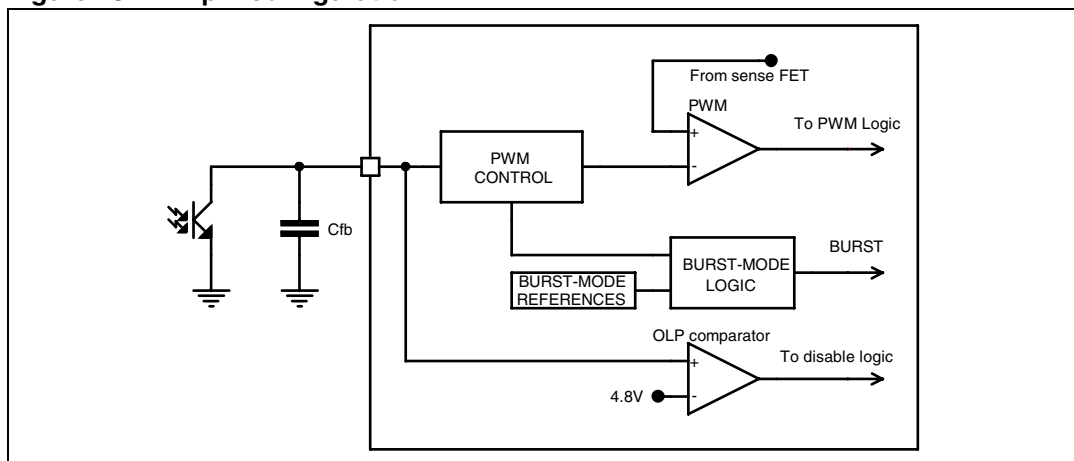 From sense FET
PWM
+
-
To PWM Logic
PWM
CONTROL
Cfb
BURST
BURST-MODE
LOGIC
BURST-MODE
REFERENCES
OLP comparator
+
-
4.8V
To disable logic